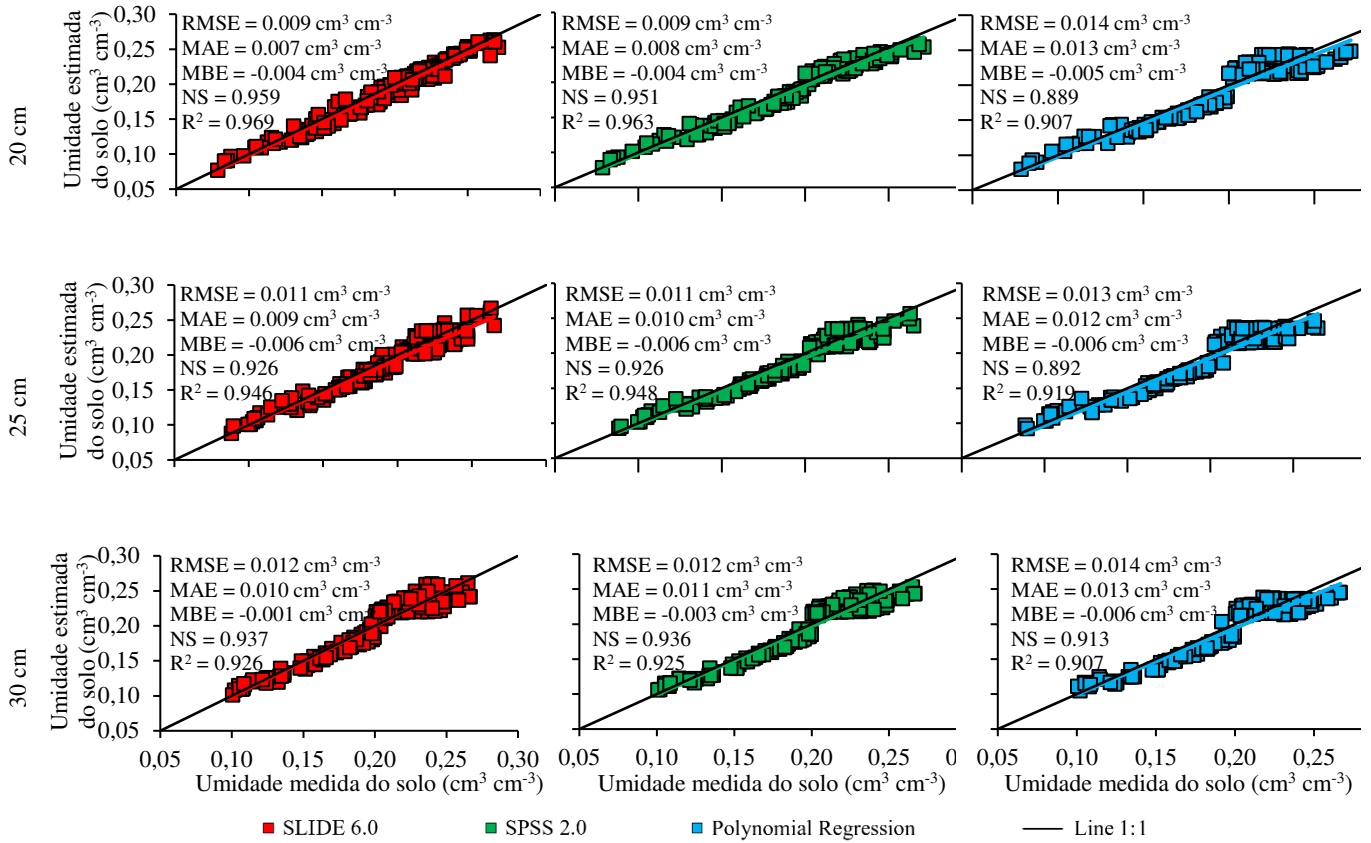 20 cm
Umidade estimada
do solo (cm³ cm-³)
0,30
0,25
0,20
0,15
0,10
0,05
RMSE = 0.009 cm³ cm-³
MAE = 0.007 cm³ cm-³
MBE = -0.004 cm³ cm-³
NS = 0.959
R² = 0.969
RMSE = 0.009 cm³ cm-³
MAE = 0.008 cm³ cm-³
MBE = -0.004 cm³ cm-³
NS = 0.951
R² = 0.963
RMSE = 0.014 cm³ cm-³
MAE = 0.013 cm³ cm-³
MBE = -0.005 cm³ cm-³
NS = 0.889
R² = 0.907
25 cm
Umidade estimada
do solo (cm³ cm-³)
0,30
0,25
0,20
0,15
0,10
0,05
RMSE = 0.011 cm³ cm-³
MAE = 0.009 cm³ cm-³
MBE = -0.006 cm³ cm-³
NS = 0.926
R² = 0.946
RMSE = 0.011 cm³ cm-³
MAE = 0.010 cm³ cm-³
MBE = -0.006 cm³ cm-³
NS = 0.926
R² = 0.948
RMSE = 0.013 cm³ cm-³
MAE = 0.012 cm³ cm-³
MBE = -0.006 cm³ cm-³
NS = 0.892
R² = 0.919
30 cm
Umidade estimada
do solo (cm³ cm-³)
0,30
0,25
0,20
0,15
0,10
0,05
RMSE = 0.012 cm³ cm-³
MAE = 0.010 cm³ cm-³
MBE = -0.001 cm³ cm-³
NS = 0.937
R² = 0.926
RMSE = 0.012 cm³ cm-³
MAE = 0.011 cm³ cm-³
MBE = -0.003 cm³ cm-³
NS = 0.936
R² = 0.925
RMSE = 0.014 cm³ cm-³
MAE = 0.013 cm³ cm-³
MBE = -0.006 cm³ cm-³
NS = 0.913
R² = 0.907
0,05 0,10 0,15 0,20 0,25 0,30
0,05 0,10 0,15 0,20 0,25 0
0,05 0,10 0,15 0,20 0,25
Umidade medida do solo (cm³ cm-³)
Umidade medida do solo (cm³ cm-³)
Umidade medida do solo (cm³ cm-³)
SLIDE 6.0
SPSS 2.0
Polynomial Regression
Line 1:1